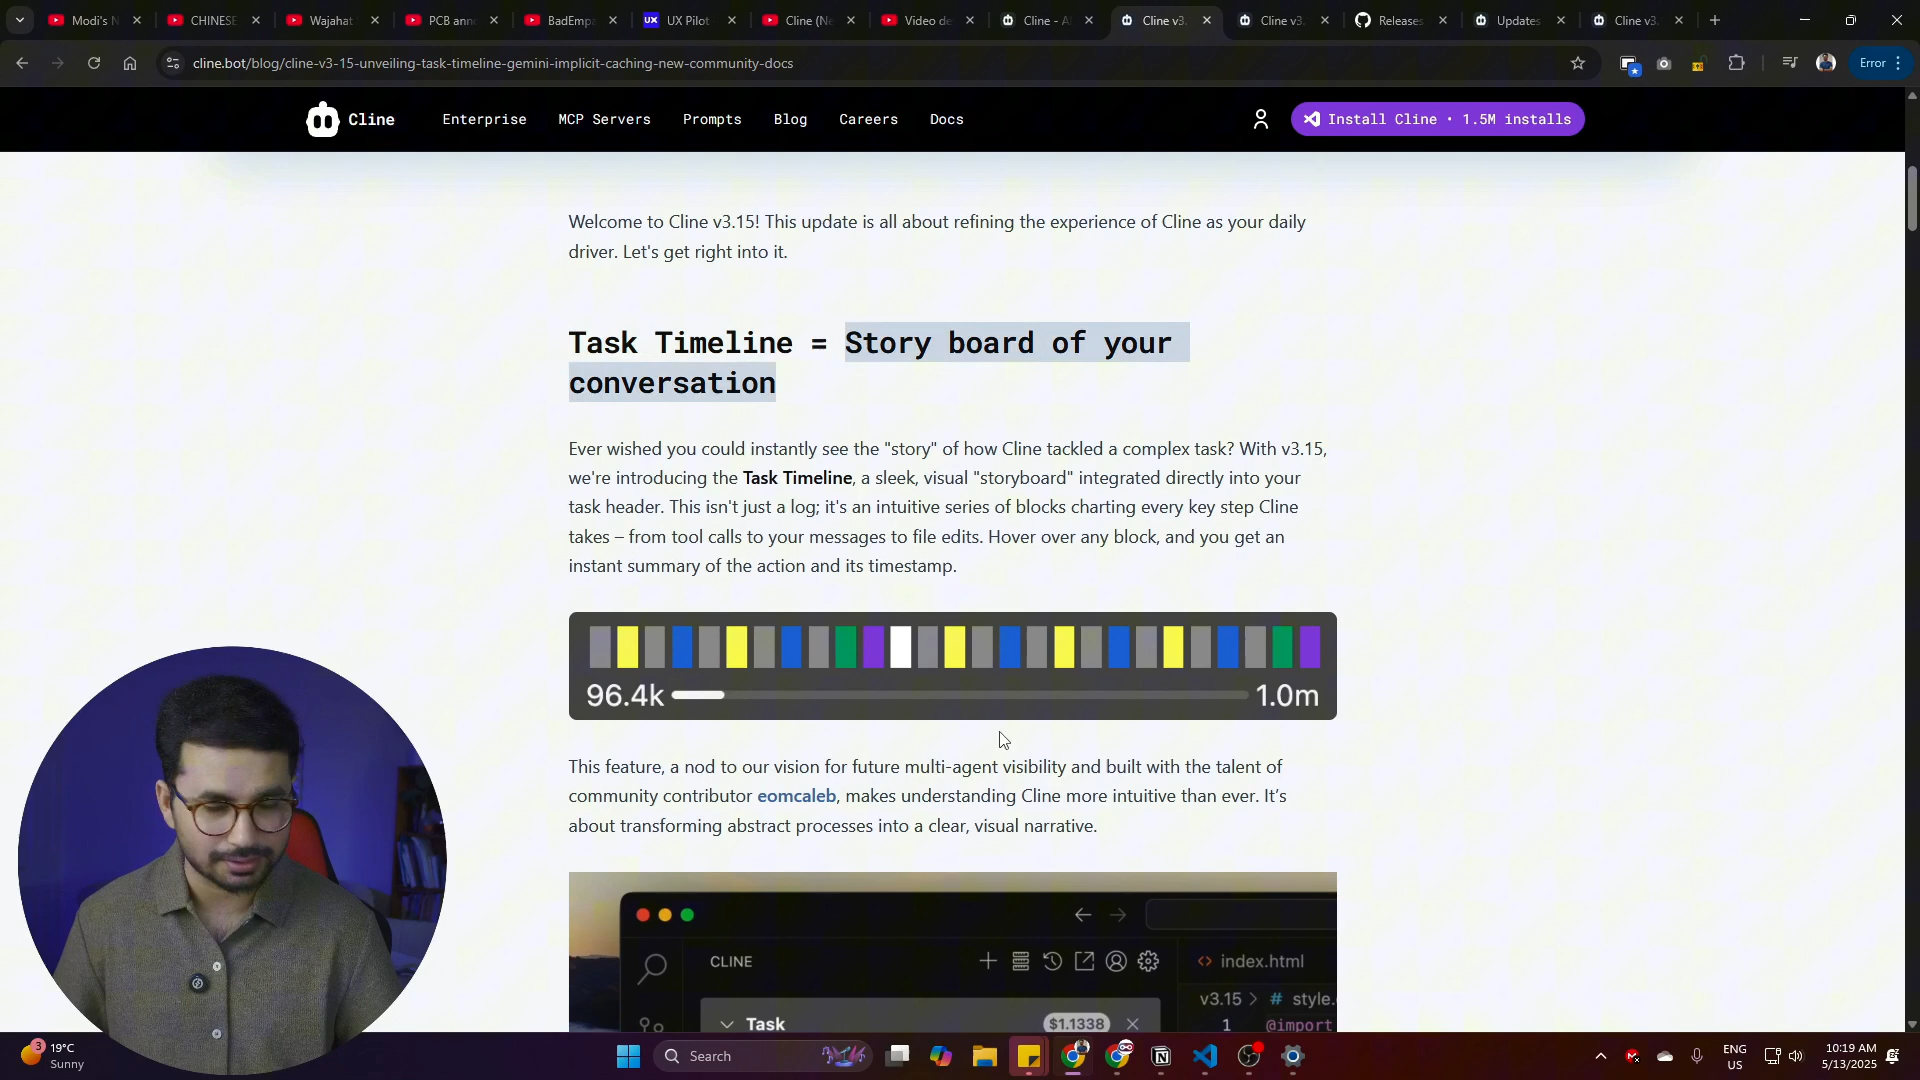 Modi's N
CHINESE
Wajahat
PCB ann
BadEmpa
UX Pilot
Cline (Ne
Video de
Cline - A
Cline v3.
Cline v3.
Releases
Updates
Cline v3.
cline.bot/blog/cline-v3-15-unveiling-task-timeline-gemini-implicit-caching-new-community-docs
Error
Cline
Enterprise
MCP Servers
Prompts
Blog
Careers
Docs
Install Cline • 1.5M installs
Welcome to Cline v3.15! This update is all about refining the experience of Cline as your daily
driver. Let's get right into it.
Task Timeline = Story board of your
conversation
Ever wished you could instantly see the "story" of how Cline tackled a complex task? With v3.15,
we're introducing the Task Timeline, a sleek, visual "storyboard" integrated directly into your
task header. This isn't just a log; it's an intuitive series of blocks charting every key step Cline
takes – from tool calls to your messages to file edits. Hover over any block, and you get an
instant summary of the action and its timestamp.
96.4k
1.0m
This feature, a nod to our vision for future multi-agent visibility and built with the talent of
community contributor eomcaleb, makes understanding Cline more intuitive than ever. It’s
about transforming abstract processes into a clear, visual narrative.
CLINE
<> index.html
v3.15 > # style.
Task
$1.1338
1 @import
3
19°C
Sunny
Search
ENG
US
10:19 AM
5/13/2025